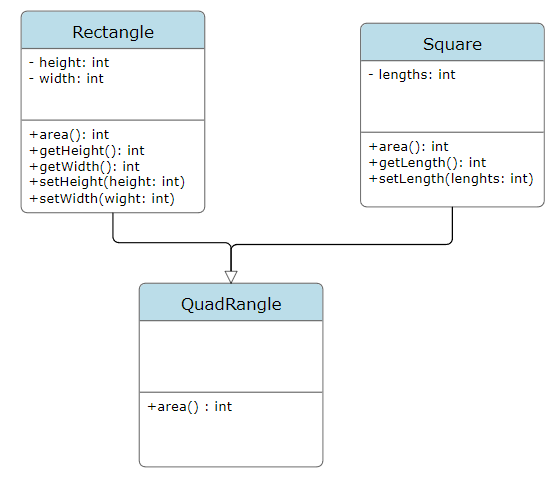 Rectangle
- height: int
- width: int
+area(): int
+getHeight(): int
+getWidth(): int
+setHeight(height: int)
+setWidth(wight: int)
Square
- lengths: int
+area(): int
+getLength(): int
+setLength(lenghts: int)
QuadRangle
+area() : int